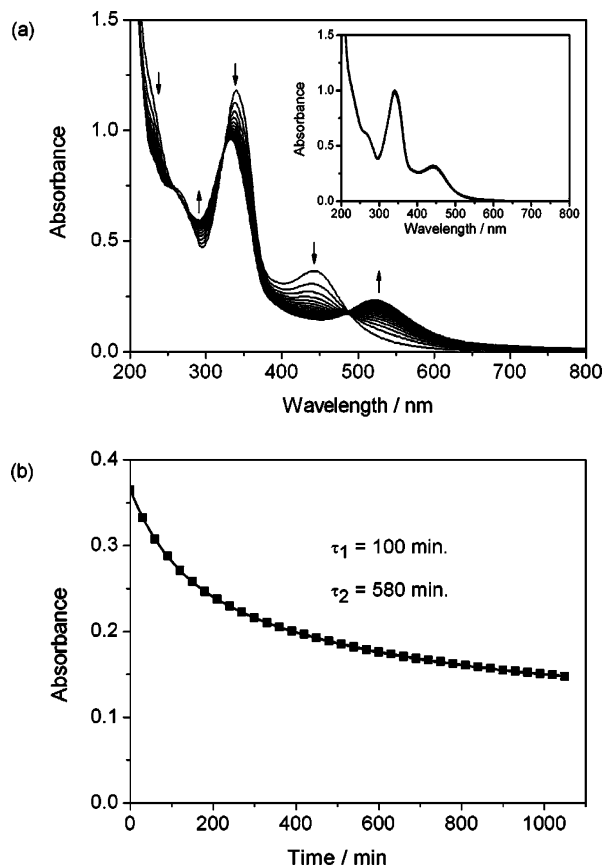 (a)
1.5
1.0
0.5
0.0
Absorbance
200 300 400 500 600 700 800
Wavelength / nm
1.5
1.0
0.5
0.0
Absorbance
200 300 400 500 600 700 800
Wavelength / nm
(b)
0.4
0.3
0.2
0.1
0.0
Absorbance
τ1 = 100 min.
τ2 = 580 min.
0 200 400 600 800 1000
Time / min